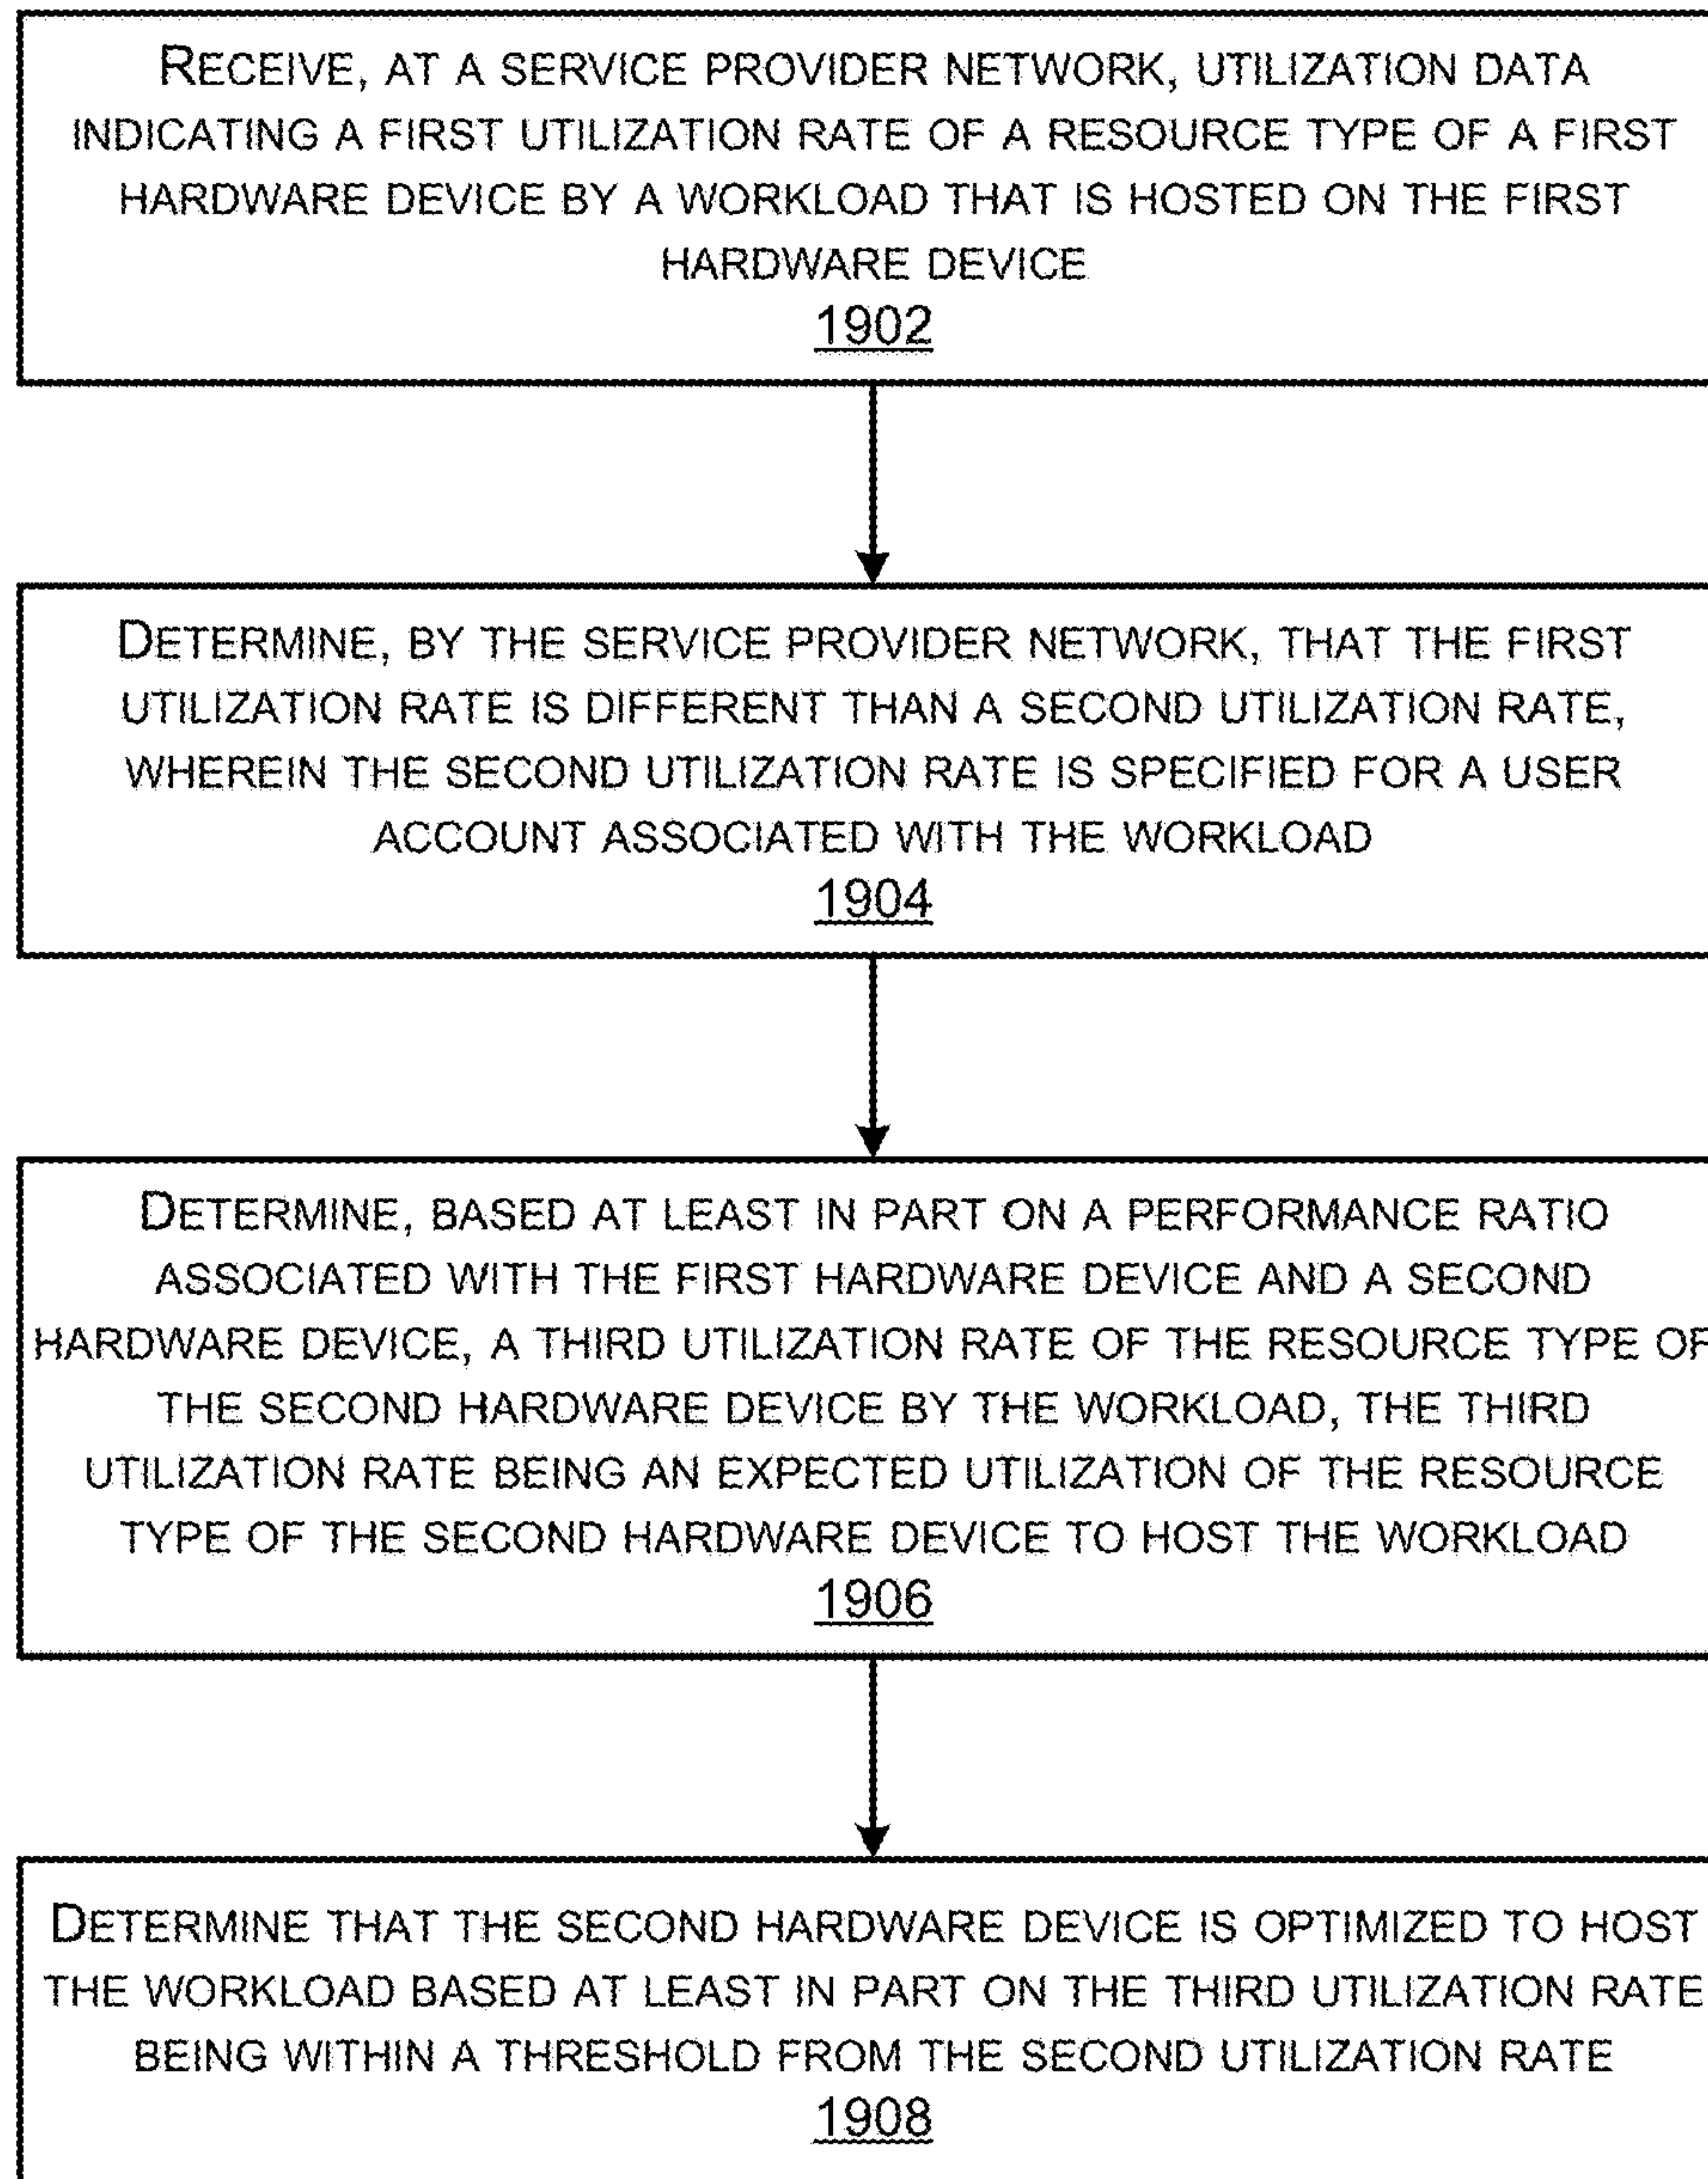 RECEIVE, AT A SERVICE PROVIDER NETWORK, UTILIZATION DATA
INDICATING A FIRST UTILIZATION RATE OF A RESOURCE TYPE OF A FIRST
HARDWARE DEVICE BY A WORKLOAD THAT IS HOSTED ON THE FIRST
HARDWARE DEVICE
1902
DETERMINE, BY THE SERVICE PROVIDER NETWORK, THAT THE FIRST
UTILIZATION RATE IS DIFFERENT THAN A SECOND UTILIZATION RATE,
WHEREIN THE SECOND UTILIZATION RATE IS SPECIFIED FOR A USER
ACCOUNT ASSOCIATED WITH THE WORKLOAD
1904
DETERMINE, BASED AT LEAST IN PART ON A PERFORMANCE RATIO
ASSOCIATED WITH THE FIRST HARDWARE DEVICE AND A SECOND
HARDWARE DEVICE, A THIRD UTILIZATION RATE OF THE RESOURCE TYPE OF
THE SECOND HARDWARE DEVICE BY THE WORKLOAD, THE THIRD
UTILIZATION RATE BEING AN EXPECTED UTILIZATION OF THE RESOURCE
TYPE OF THE SECOND HARDWARE DEVICE TO HOST THE WORKLOAD
1906
DETERMINE THAT THE SECOND HARDWARE DEVICE IS OPTIMIZED TO HOST
THE WORKLOAD BASED AT LEAST IN PART ON THE THIRD UTILIZATION RATE
BEING WITHIN A THRESHOLD FROM THE SECOND UTILIZATION RATE
1908